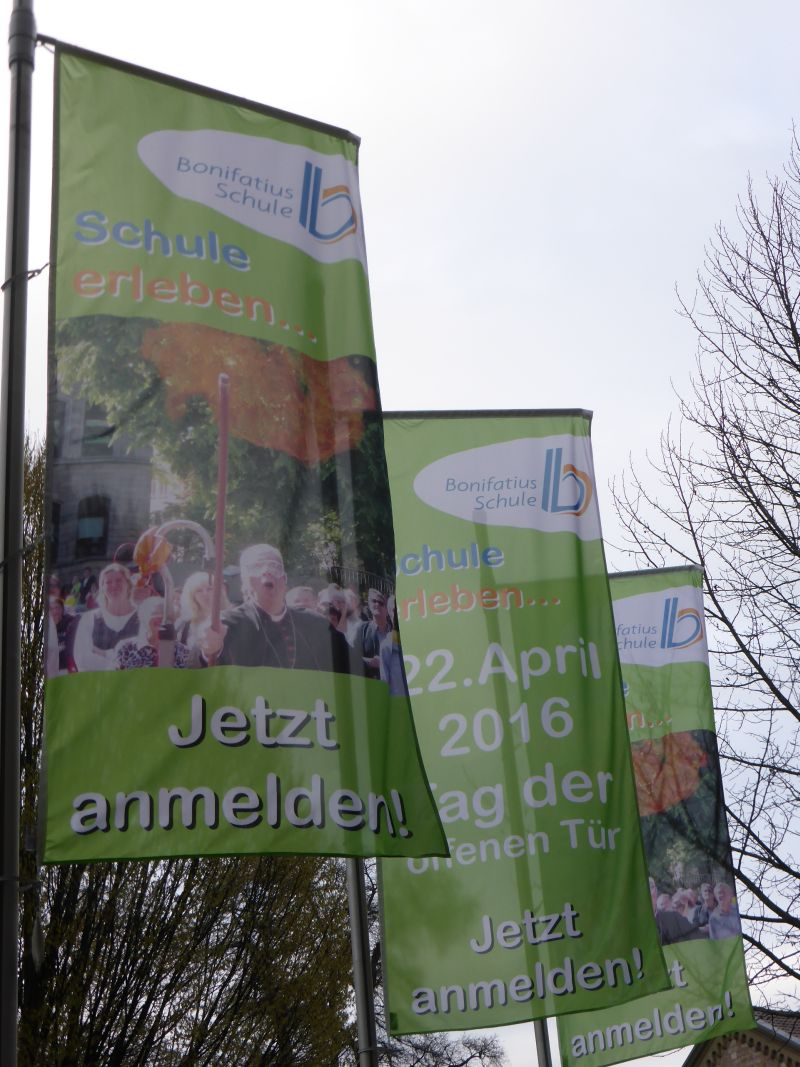 Bonifatius
Schule
Schule
erleben...
Jetzt
anmelden!
Bonifatius
Schule
chule
rleben...
22.April
2016
Tag der
offenen Tür
Jetzt
anmelden!
ifatius
chule
n...
t
anmelden!